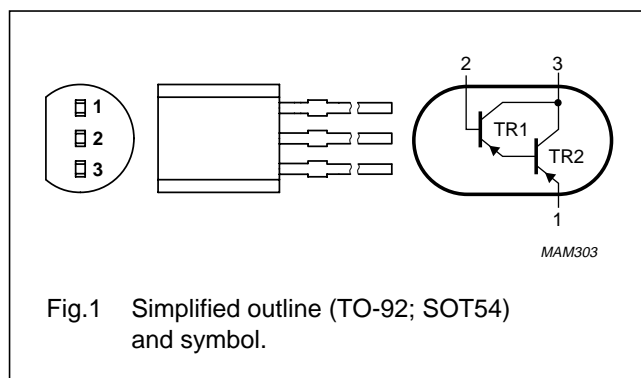 2 3
1
2
3
TR1
TR2
1
MAM303
Fig.1 Simplified outline (TO-92; SOT54)
and symbol.